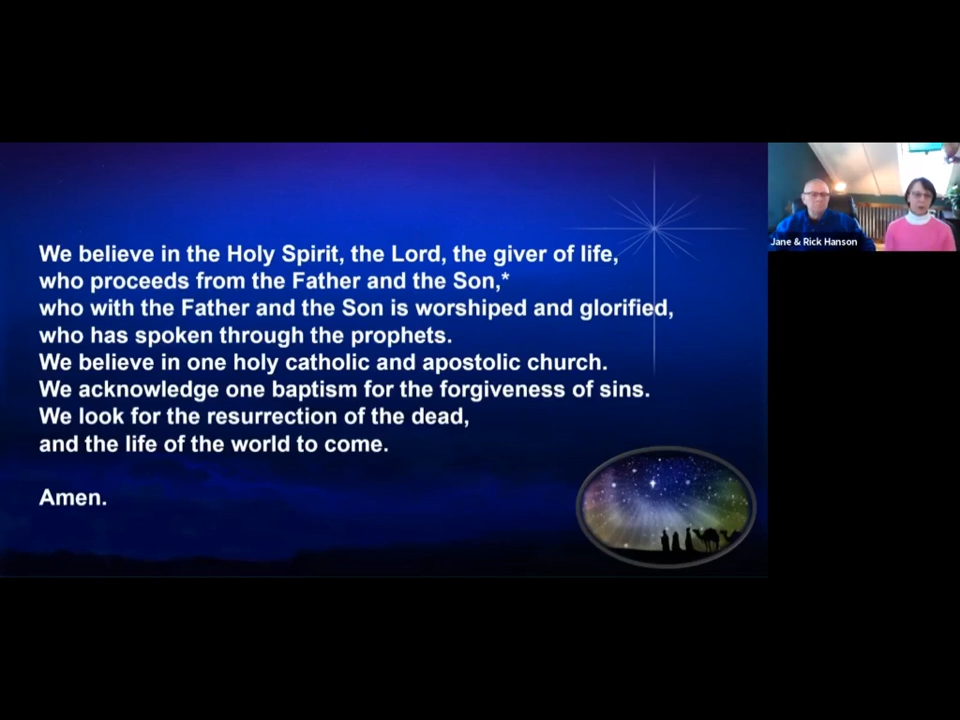 We believe in the Holy Spirit, the Lord, the giver of life,
who proceeds from the Father and the Son,*
who with the Father and the Son is worshiped and glorified,
who has spoken through the prophets.
We believe in one holy catholic and apostolic church.
We acknowledge one baptism for the forgiveness of sins.
We look for the resurrection of the dead,
and the life of the world to come.
Amen.
Jane & Rick Hanson